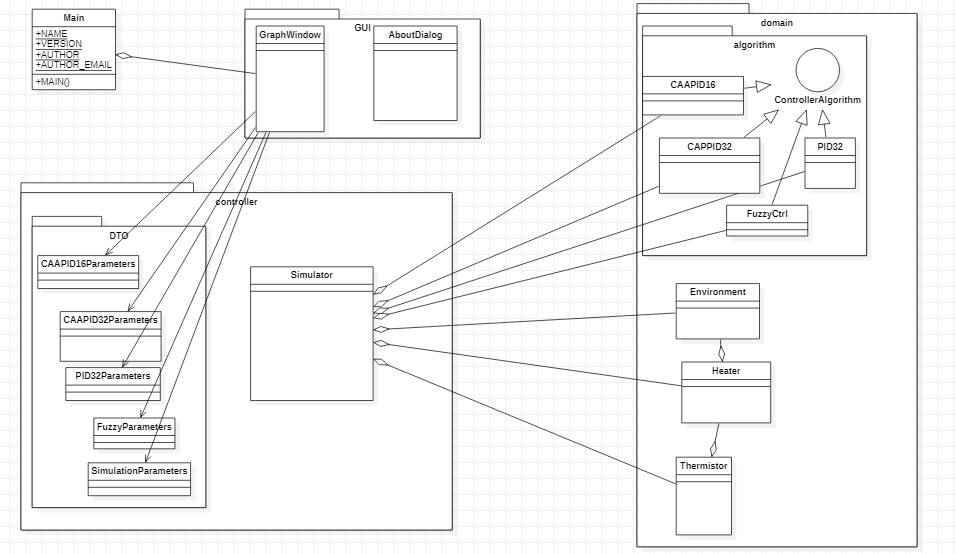 Main
+NAME
+VERSION
+AUTHOR
+AUTHOR_EMAIL
+MAIN()
GUI
GraphWindow
AboutDialog
domain
algorithm
CAAPID16
ControllerAlgorithm
CAPPID32
PID32
FuzzyCtrl
controller
DTO
CAAPID16Parameters
CAAPID32Parameters
PID32Parameters
FuzzyParameters
SimulationParameters
Simulator
Environment
Heater
Thermistor